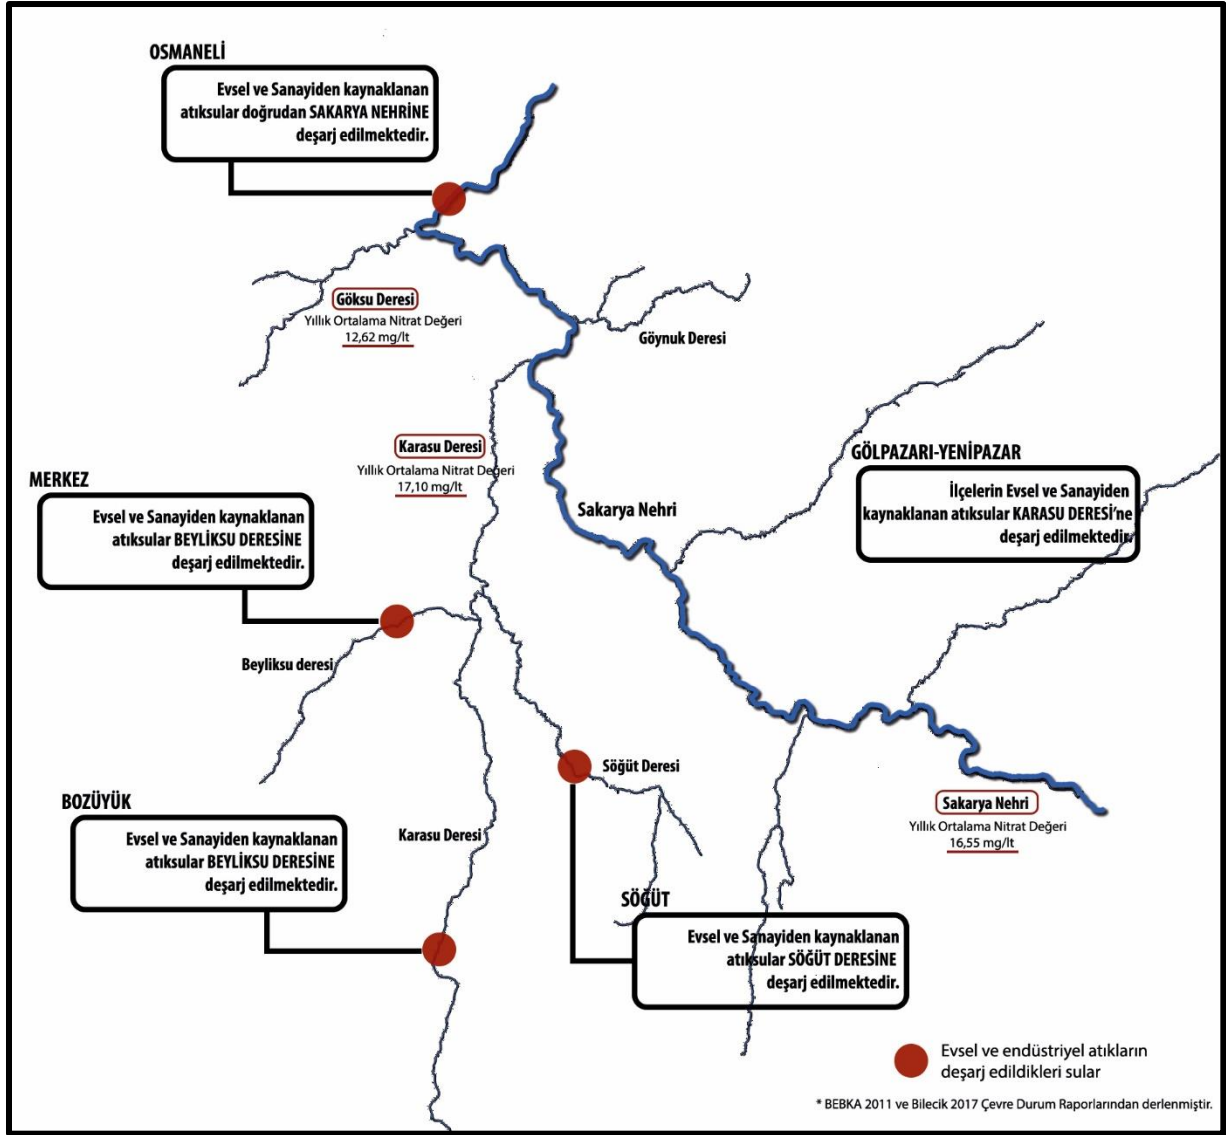 OSMANELİ
Evsel ve Sanayiden kaynaklanan
atıksular doğrudan SAKARYA NEHRİNE
deşarj edilmektedir.
Göksu Deresi
Yıllık Ortalama Nitrat Değeri
12,62 mg/lt
Göynuk Deresi
Karasu Deresi
Yıllık Ortalama Nitrat Değeri
17,10 mg/lt
GÖLPAZARI-YENİPAZAR
İlçelerin Evsel ve Sanayiden
kaynaklanan atıksular KARASU DERESİ'ne
deşarj edilmektedir.
MERKEZ
Evsel ve Sanayiden kaynaklanan
atıksular BEYLİKSU DERESİNE
deşarj edilmektedir.
Sakarya Nehri
Beyliksu deresi
Söğüt Deresi
BOZÜYÜK
Evsel ve Sanayiden kaynaklanan
atıksular BEYLİKSU DERESİNE
deşarj edilmektedir.
Karasu Deresi
Sakarya Nehri
Yıllık Ortalama Nitrat Değeri
16,55 mg/lt
SÖĞÜT
Evsel ve Sanayiden kaynaklanan
atıksular SÖĞÜT DERESİNE
deşarj edilmektedir.
Evsel ve endüstriyel atıkların
deşarj edildikleri sular
* BEBKA 2011 ve Bilecik 2017 Çevre Durum Raporlarından derlenmiştir.